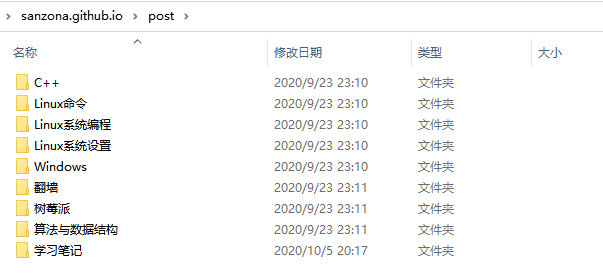 sanzona.github.io > post >
名称 修改日期 类型 大小
C++ 2020/9/23 23:10 文件夹
Linux命令 2020/9/23 23:10 文件夹
Linux系统编程 2020/9/23 23:10 文件夹
Linux系统设置 2020/9/23 23:10 文件夹
Windows 2020/9/23 23:10 文件夹
翻墙 2020/9/23 23:11 文件夹
树莓派 2020/9/23 23:11 文件夹
算法与数据结构 2020/9/23 23:11 文件夹
学习笔记 2020/10/5 20:17 文件夹